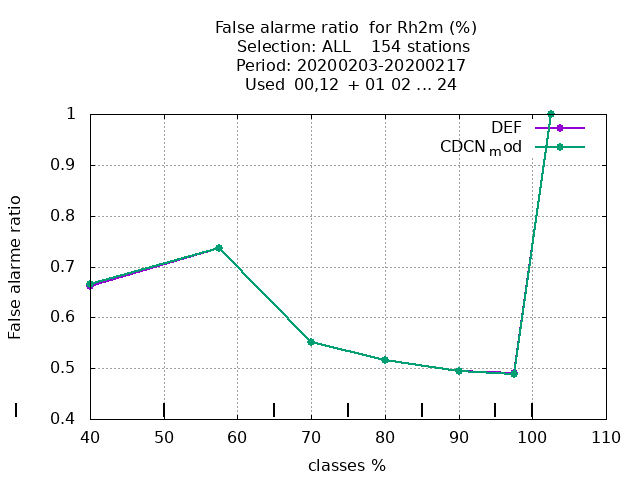 False alarme ratio for Rh2m (%)
Selection: ALL 154 stations
Period: 20200203-20200217
Used 00,12 + 01 02 ... 24
DEF
CDCN_mod
False alarme ratio
1
0.9
0.8
0.7
0.6
0.5
0.4
40 50 60 70 80 90 100 110
classes %